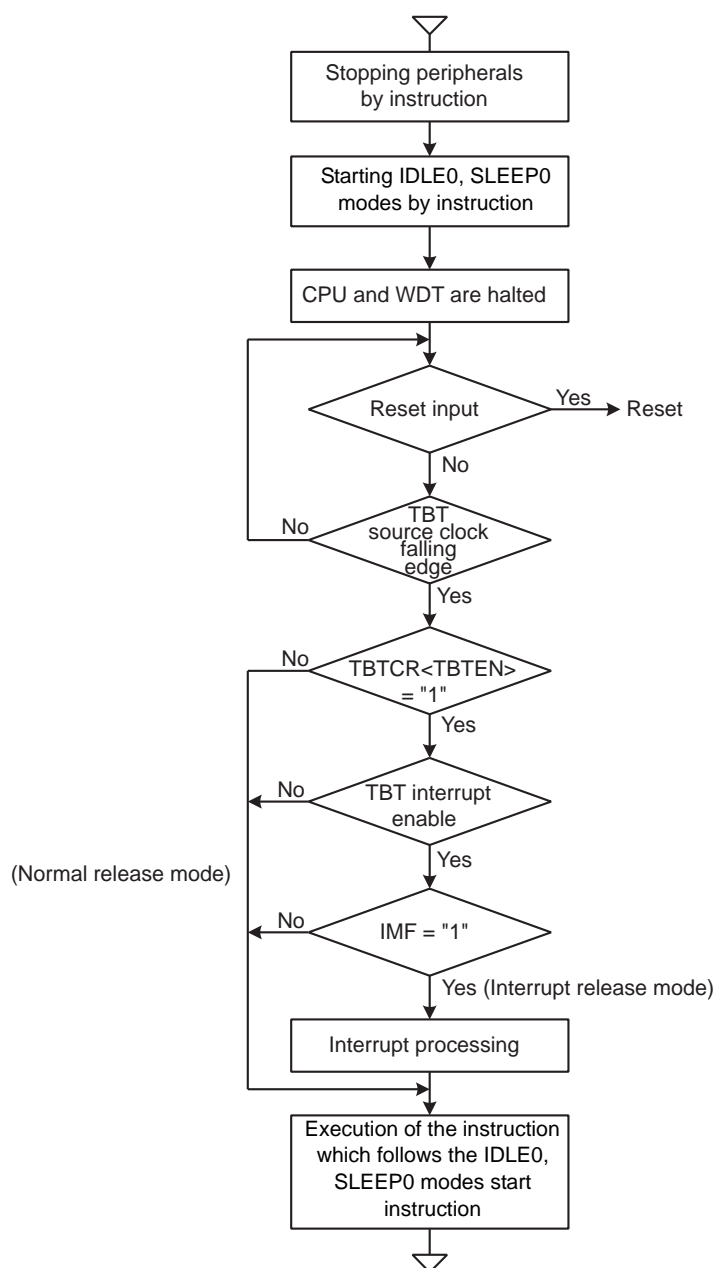 Stopping peripherals
by instruction
Starting IDLE0, SLEEP0
modes by instruction
CPU and WDT are halted
Reset input
Yes
Reset
No
No
TBT
source clock
falling
edge
Yes
No
TBTCR<TBTEN>
= "1"
Yes
No
TBT interrupt
enable
Yes
(Normal release mode)
No
IMF = "1"
Yes (Interrupt release mode)
Interrupt processing
Execution of the instruction
which follows the IDLE0,
SLEEP0 modes start
instruction